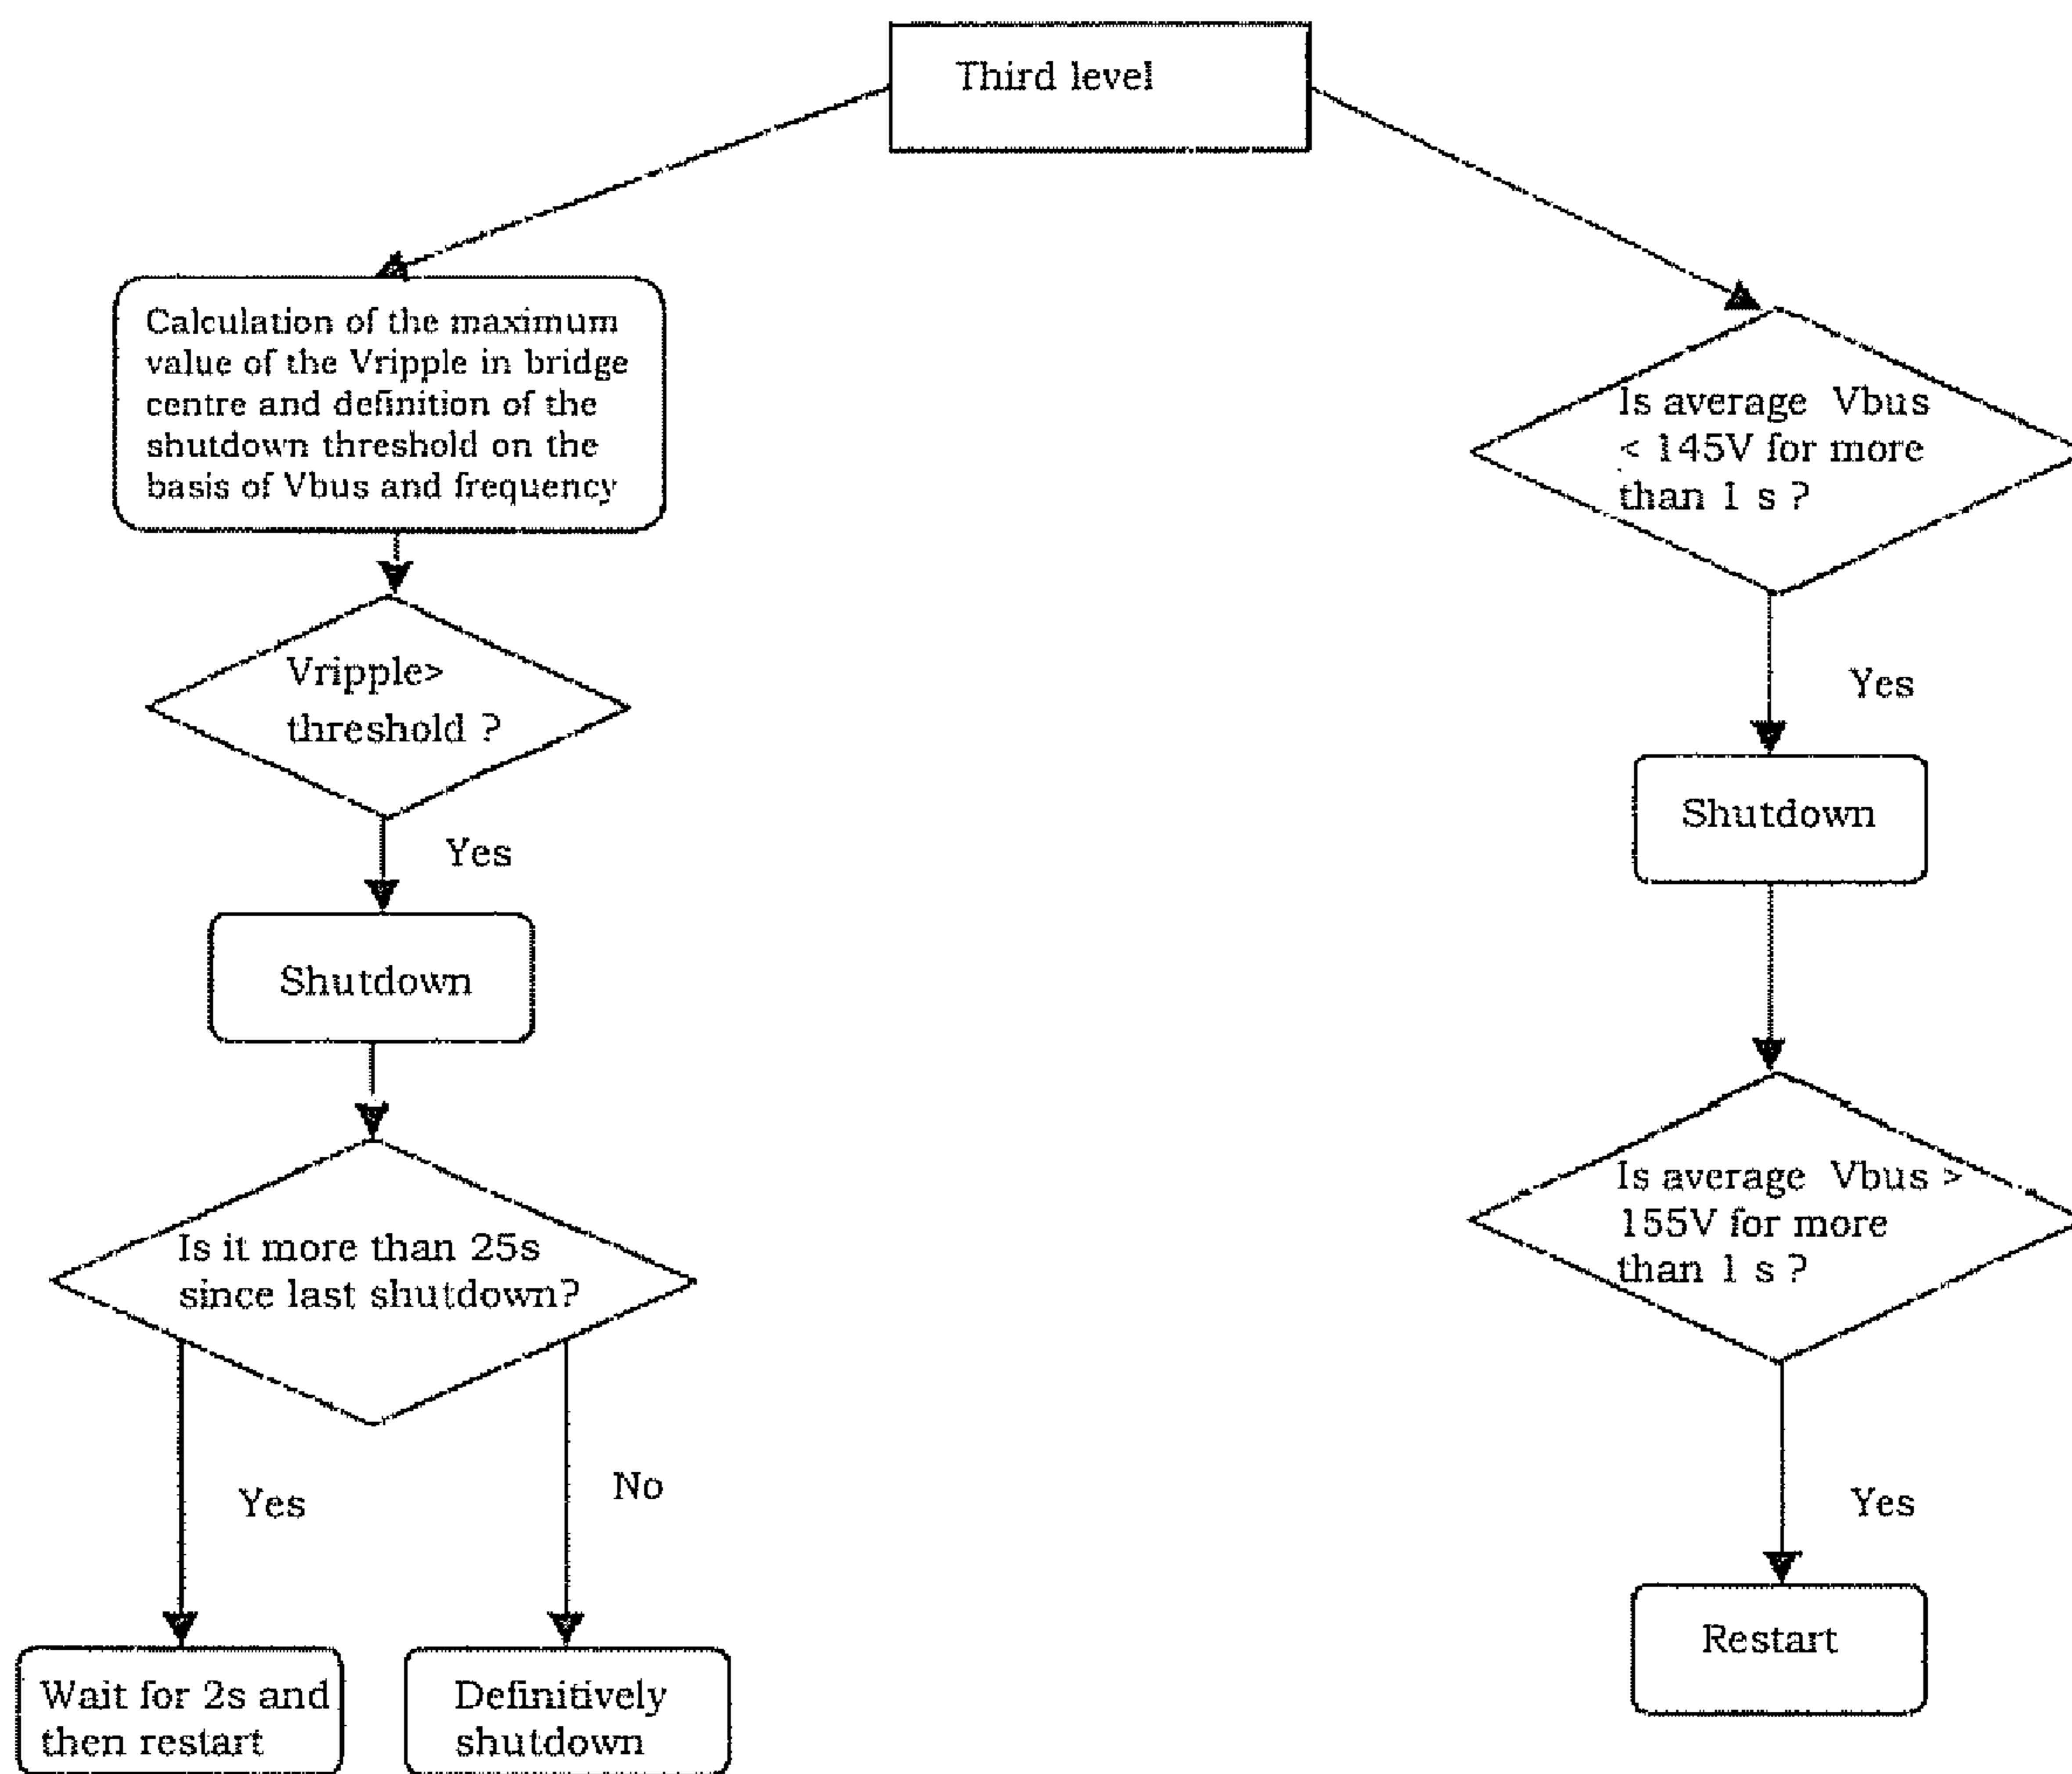 Third level
Calculation of the maximum
value of the Vripple in bridge
centre and definition of the
shutdown threshold on the
basis of Vbus and frequency
Vripple>
threshold ?
Yes
Shutdown
Is it more than 25s
since last shutdown?
Yes
No
Wait for 2s and
then restart
Definitively
shutdown
Is average Vbus
< 145V for more
than 1 s ?
Yes
Shutdown
Is average Vbus >
155V for more
than 1 s ?
Yes
Restart